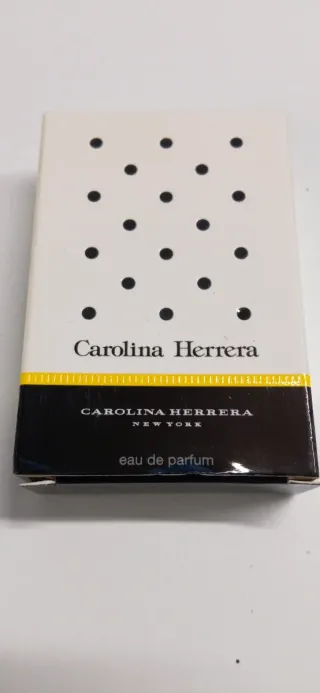 Carolina Herrera
CAROLINA HERRERA
NEW YORK
eau de parfum